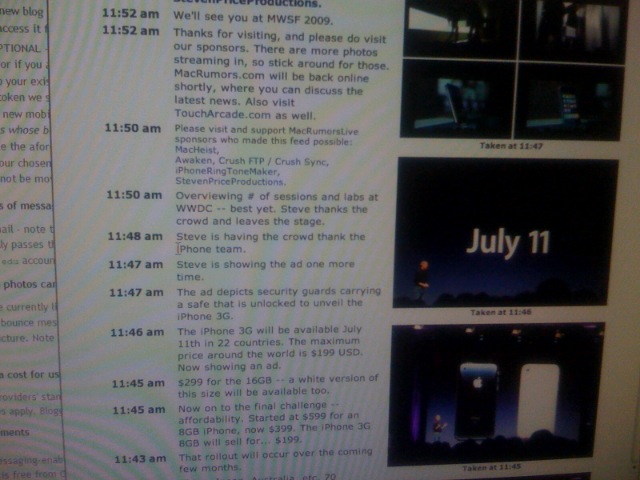 new blog
access it f
PTIONAL -
or if you
o your exis
token we s
new mobi
s whose b
e the afor
our chosen
not be mo
s of messa
ail - note t
ly passes t
accoun
photos car
e currently
bounce mes
cture. Note
a cost for us
roviders stan
s apply. Blog
ments
ssaging-enab
is free from
StevenPriceProductions.
11:52 am We'll see you at MWSF 2009.
11:52 am Thanks for visiting, and please do visit
our sponsors. There are more photos
streaming in, so stick around for those.
MacRumors.com will be back online
shortly, where you can discuss the
latest news. Also visit
TouchArcade.com as well.
11:50 am Please visit and support MacRumorsLive
sponsors who made this feed possible:
MacHeist,
Awaken, Crush FTP / Crush Sync,
iPhoneRingToneMaker,
StevenPriceProductions.
11:50 am Overviewing # of sessions and labs at
WWDC -- best yet. Steve thanks the
crowd and leaves the stage.
11:48 am Steve is having the crowd thank the
iPhone team.
11:47 am Steve is showing the ad one more
time.
11:47 am The ad depicts security guards carrying
a safe that is unlocked to unveil the
iPhone 3G.
11:46 am The iPhone 3G will be available July
11th in 22 countries. The maximum
price around the world is $199 USD.
Now showing an ad.
11:45 am $299 for the 16GB -- a white version of
this size will be available too.
11:45 am Now on to the final challenge --
affordability. Started at $599 for an
8GB iPhone, now $399. The iPhone 3G
8GB will sell for... $199.
11:43 am That rollout will occur over the coming
few months.
Australia, etc. 70
Taken at 11:47
July 11
Taken at 11:46
Taken at 11:45